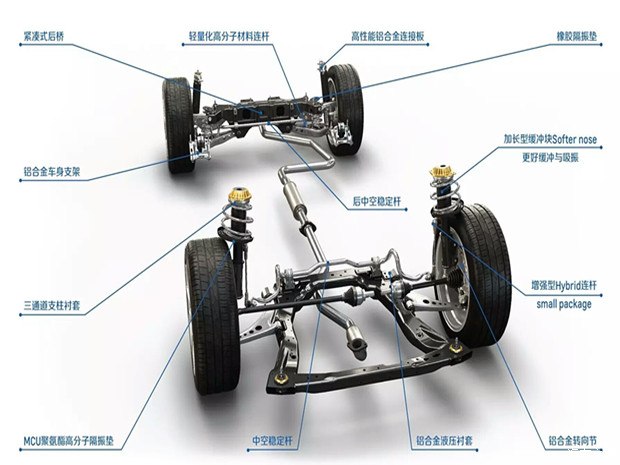 紧凑式后桥
轻量化高分子材料连杆
高性能铝合金连接板
橡胶隔振垫
加长型缓冲块Softer nose
更好缓冲与吸振
铝合金车身支架
后中空稳定杆
增强型Hybrid连杆
small package
三通道支柱衬套
MCU聚氨酯高分子隔振垫
中空稳定杆
铝合金液压衬套
铝合金转向节